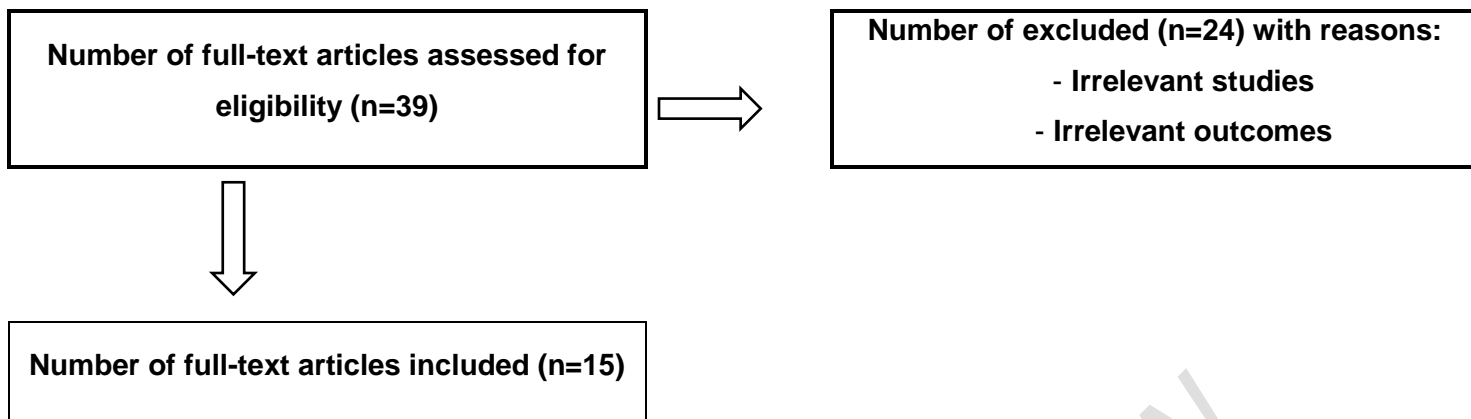 Number of full-text articles assessed for
eligibility (n=39)
Number of excluded (n=24) with reasons:
- Irrelevant studies
- Irrelevant outcomes
Number of full-text articles included (n=15)